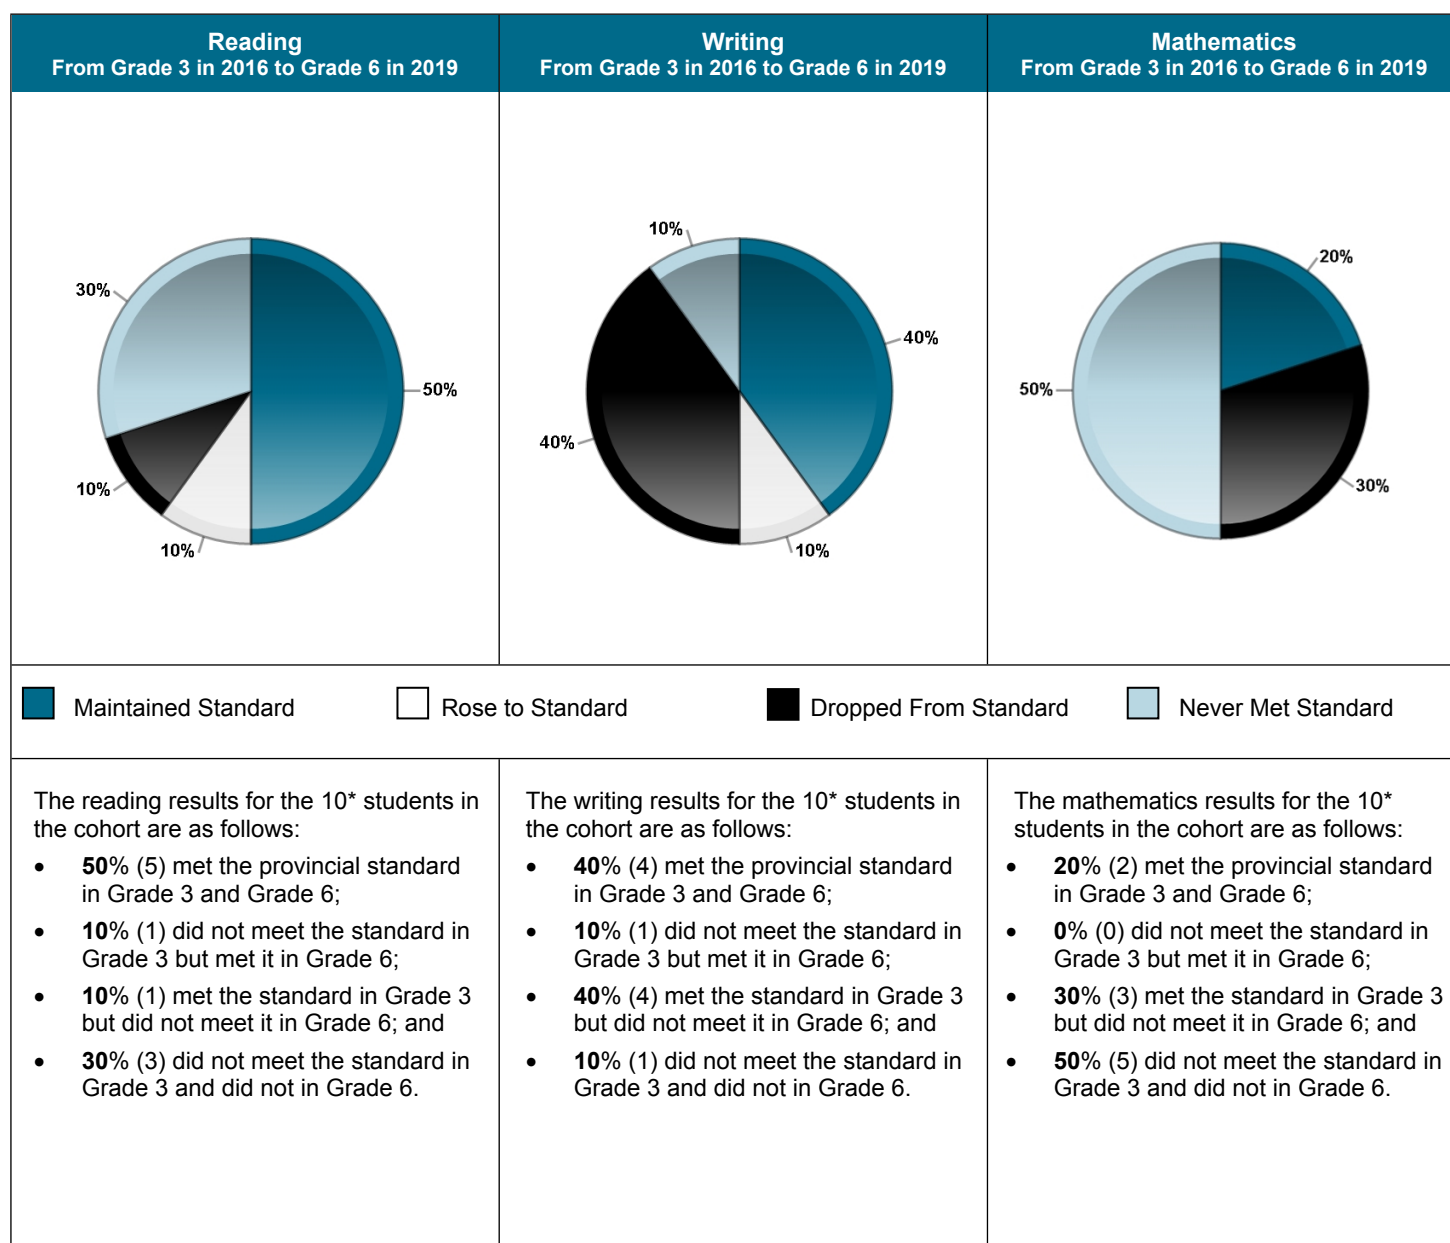 Reading
From Grade 3 in 2016 to Grade 6 in 2019
Writing
From Grade 3 in 2016 to Grade 6 in 2019
Mathematics
From Grade 3 in 2016 to Grade 6 in 2019
30%
50%
10%
10%
10%
40%
40%
10%
20%
50%
30%
Maintained Standard
Rose to Standard
Dropped From Standard
Never Met Standard
The reading results for the 10* students in
the cohort are as follows:
• 50% (5) met the provincial standard
in Grade 3 and Grade 6;
• 10% (1) did not meet the standard in
Grade 3 but met it in Grade 6;
• 10% (1) met the standard in Grade 3
but did not meet it in Grade 6; and
• 30% (3) did not meet the standard in
Grade 3 and did not in Grade 6.
The writing results for the 10* students in
the cohort are as follows:
• 40% (4) met the provincial standard
in Grade 3 and Grade 6;
• 10% (1) did not meet the standard in
Grade 3 but met it in Grade 6;
• 40% (4) met the standard in Grade 3
but did not meet it in Grade 6; and
• 10% (1) did not meet the standard in
Grade 3 and did not in Grade 6.
The mathematics results for the 10*
students in the cohort are as follows:
• 20% (2) met the provincial standard
in Grade 3 and Grade 6;
• 0% (0) did not meet the standard in
Grade 3 but met it in Grade 6;
• 30% (3) met the standard in Grade 3
but did not meet it in Grade 6; and
• 50% (5) did not meet the standard in
Grade 3 and did not in Grade 6.